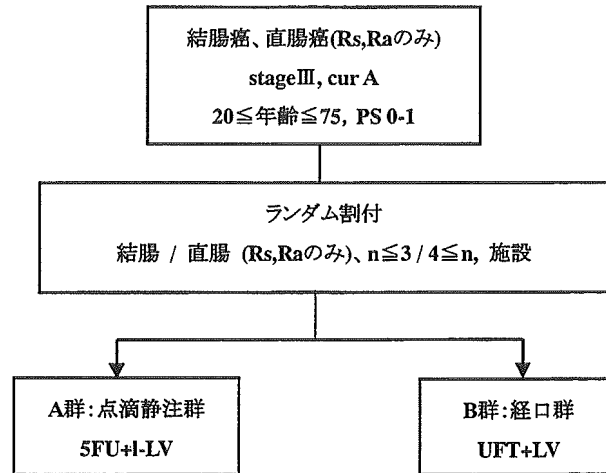 結腸癌、直腸癌(Rs,Raのみ)
stageⅢ, cur A
20≦年齢≦75, PS 0-1
ランダム割付
結腸 / 直腸 (Rs,Raのみ)、n≦3 / 4≦n, 施設
A群:点滴静注群
5FU+l-LV
B群:経口群
UFT+LV